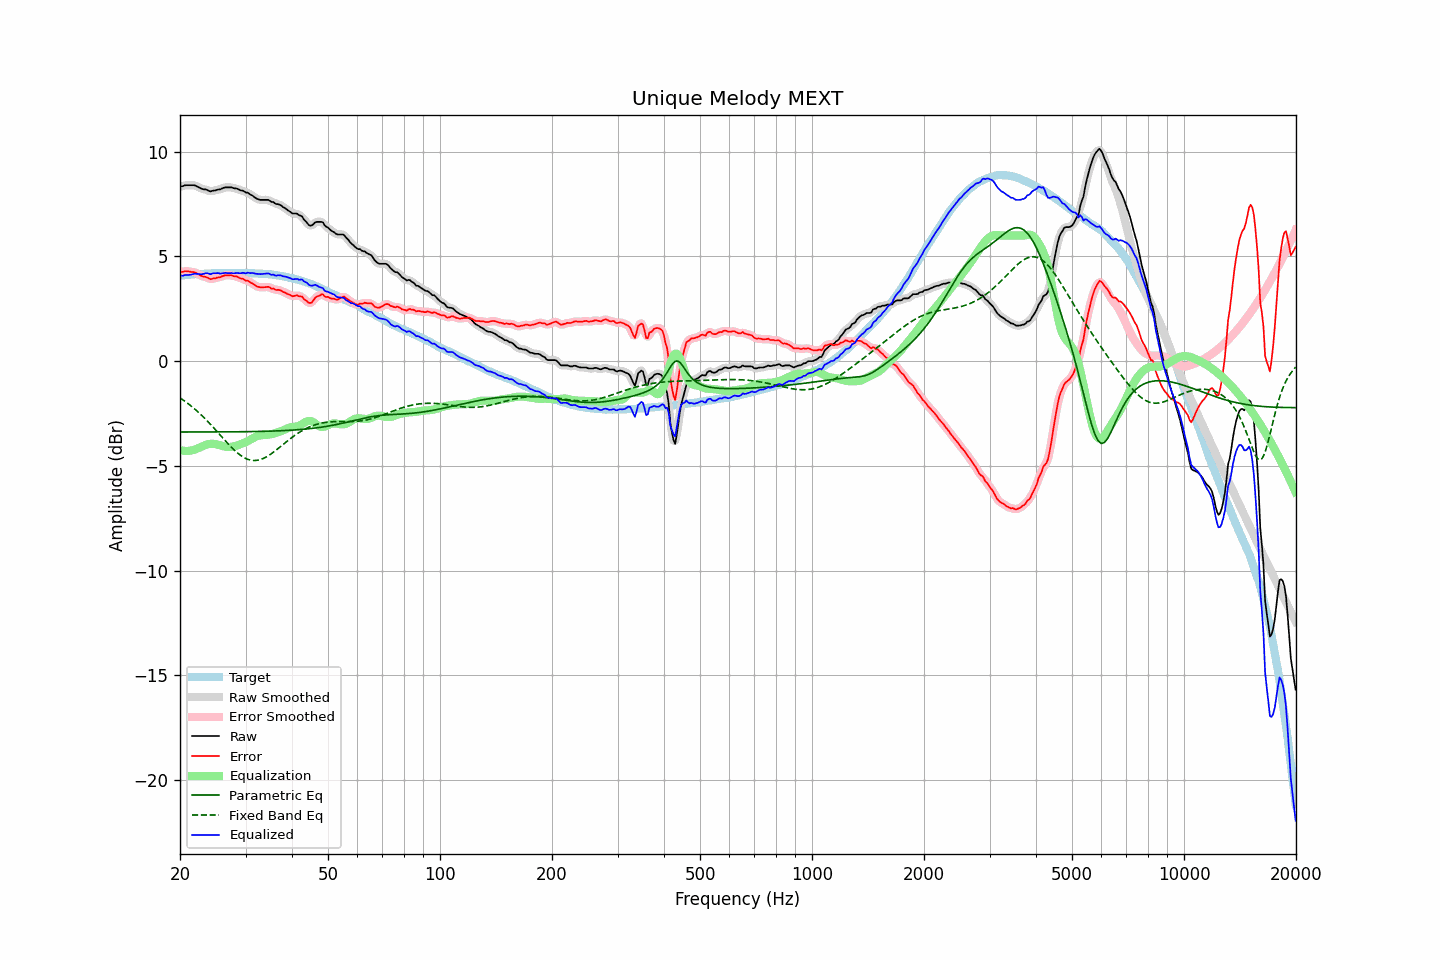 Unique Melody MEXT
Amplitude (dBr)
10
5
0
−5
−10
−15
−20
Target
Raw Smoothed
Error Smoothed
Raw
Error
Equalization
Parametric Eq
Fixed Band Eq
Equalized
20 50 100 200 500 1000 2000 5000 10000 20000
Frequency (Hz)